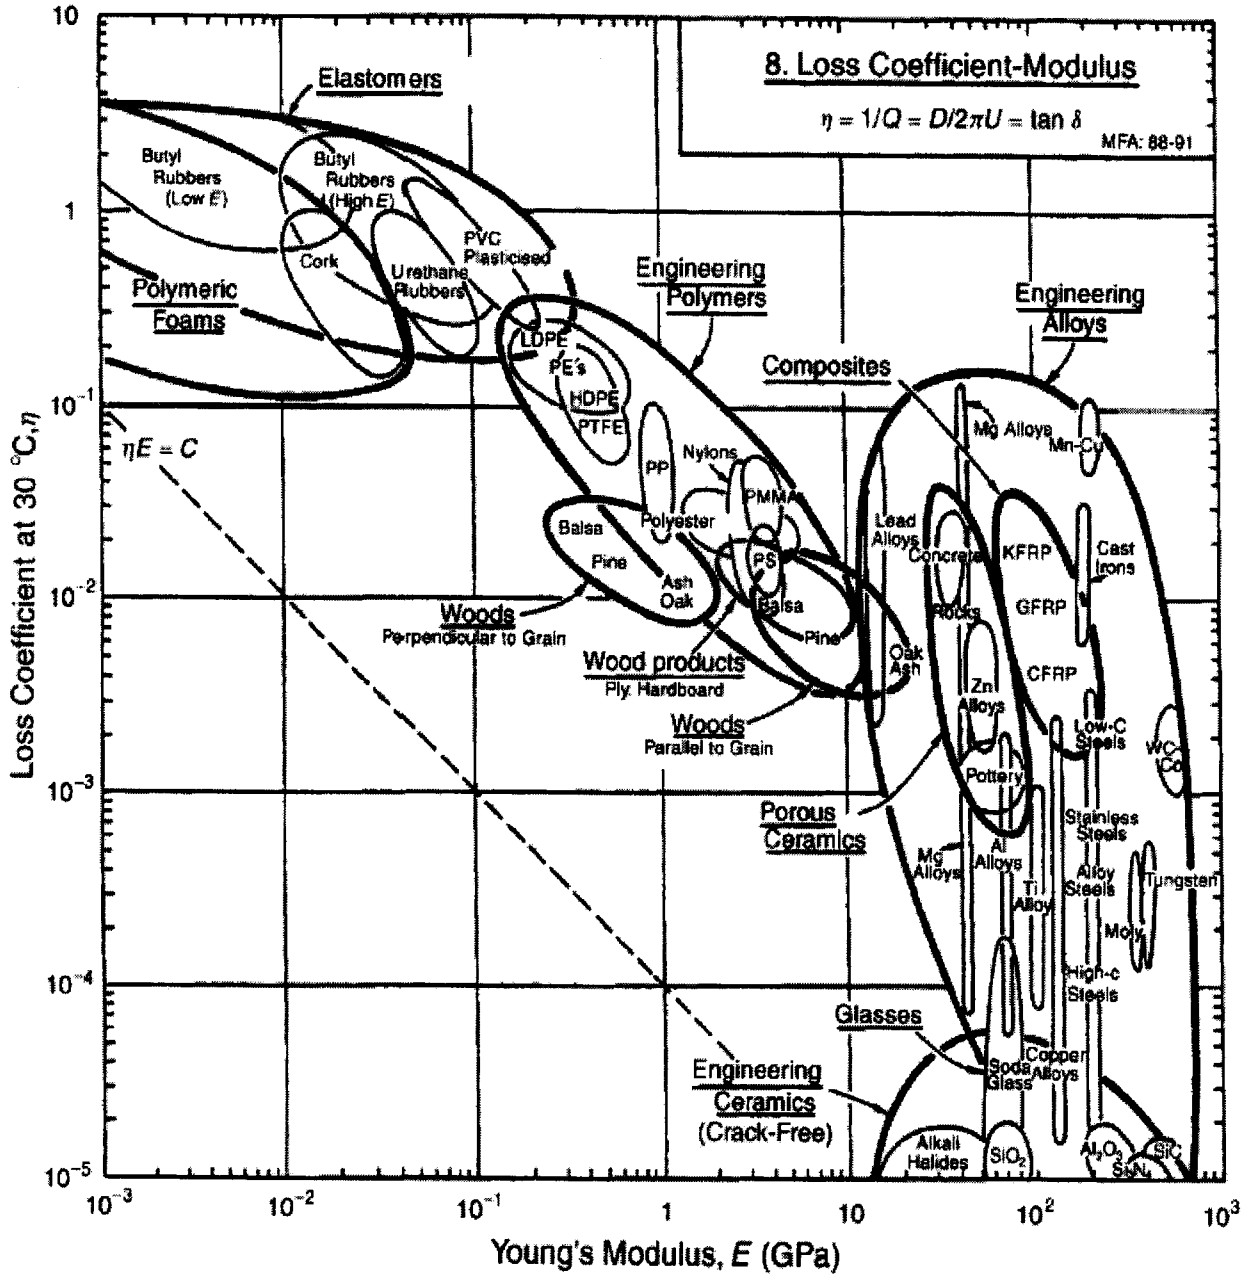 8. Loss Coefficient-Modulus
η = 1/Q = D/2πU = tan δ
MFA: 88-91
Elastomers
Butyl
Rubbers
(Low E)
Butyl
Rubbers
(High E)
Cork
PVC
Plasticised
Urethane
Rubbers
Polymeric
Foams
Engineering
Polymers
Engineering
Alloys
Composites
LDPE
PE's
HDPE
PTFE
PP
Nylons
PMMA
Polyester
PS
Mg Alloys
Mn-Cu
Lead
Alloys
Concrete
KFRP
Cast
Irons
GFRP
CFRP
Rocks
Balsa
Pine
Ash
Oak
Woods
Perpendicular to Grain
Balsa
Pine
Oak
Ash
Wood products
Ply. Hardboard
Woods
Parallel to Grain
Zn
Alloys
Low-C
Steels
WC-
Co
Pottery
Porous
Ceramics
Stainless
Steels
Mg
Alloys
Al
Alloys
Ti
Alloy
Alloy
Steels
Tungsten
Moly
High-c
Steels
Glasses
Soda
Glass
Copper
Alloys
Engineering
Ceramics
(Crack-Free)
Alkali
Halides
SiO₂
Al₂O₃
SiC
ηE = C
Loss Coefficient at 30 °C, η
10
1
10⁻¹
10⁻²
10⁻³
10⁻⁴
10⁻⁵
10⁻³
10⁻²
10⁻¹
1
10
10²
10³
Young's Modulus, E (GPa)